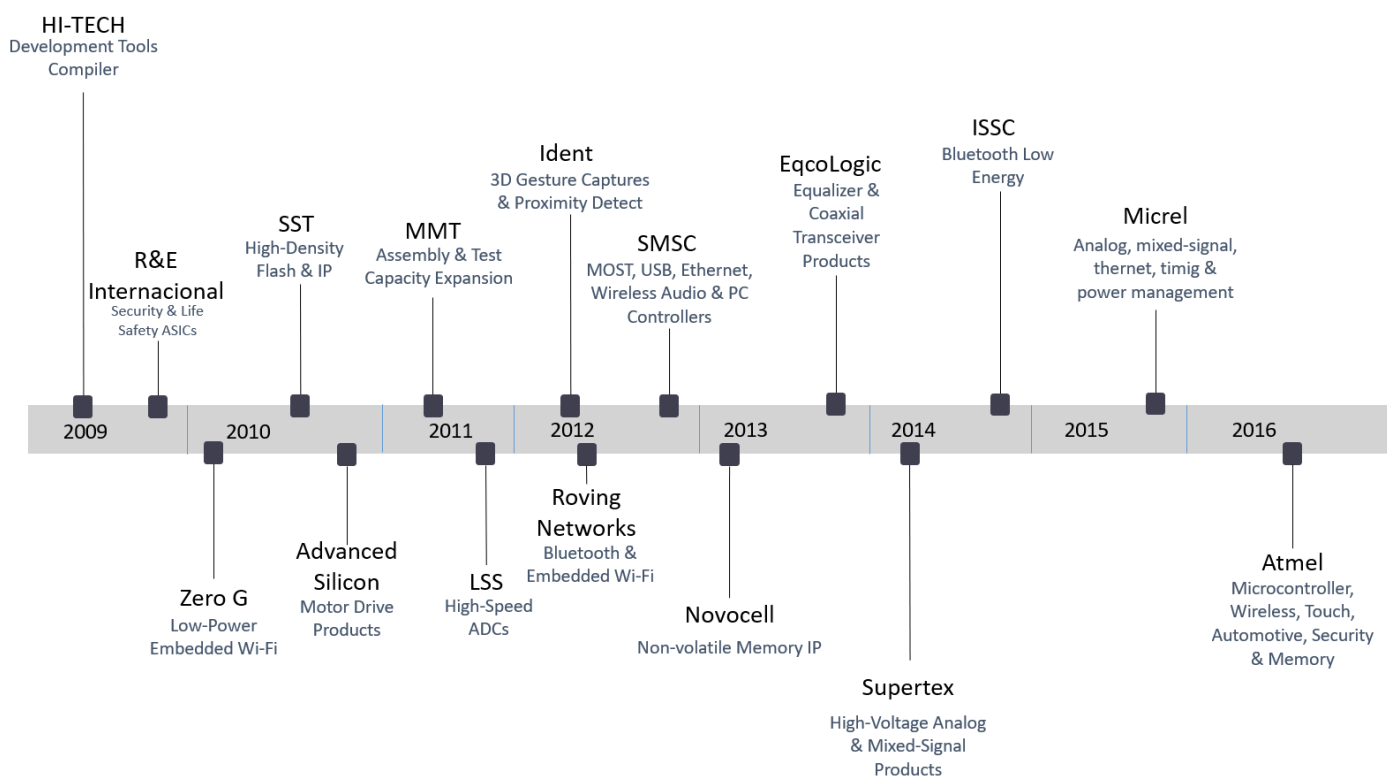 HI-TECH
Development Tools
Compiler
R&E
Internacional
Security & Life
Safety ASICs
SST
High-Density
Flash & IP
MMT
Assembly & Test
Capacity Expansion
Ident
3D Gesture Captures
& Proximity Detect
SMSC
MOST, USB, Ethernet,
Wireless Audio & PC
Controllers
EqcoLogic
Equalizer &
Coaxial
Transceiver
Products
ISSC
Bluetooth Low
Energy
Micrel
Analog, mixed-signal,
thernet, timig &
power management
2009
2010
2011
2012
2013
2014
2015
2016
Zero G
Low-Power
Embedded Wi-Fi
Advanced
Silicon
Motor Drive
Products
LSS
High-Speed
ADCs
Roving
Networks
Bluetooth &
Embedded Wi-Fi
Novocell
Non-volatile Memory IP
Supertex
High-Voltage Analog
& Mixed-Signal
Products
Atmel
Microcontroller,
Wireless, Touch,
Automotive, Security
& Memory